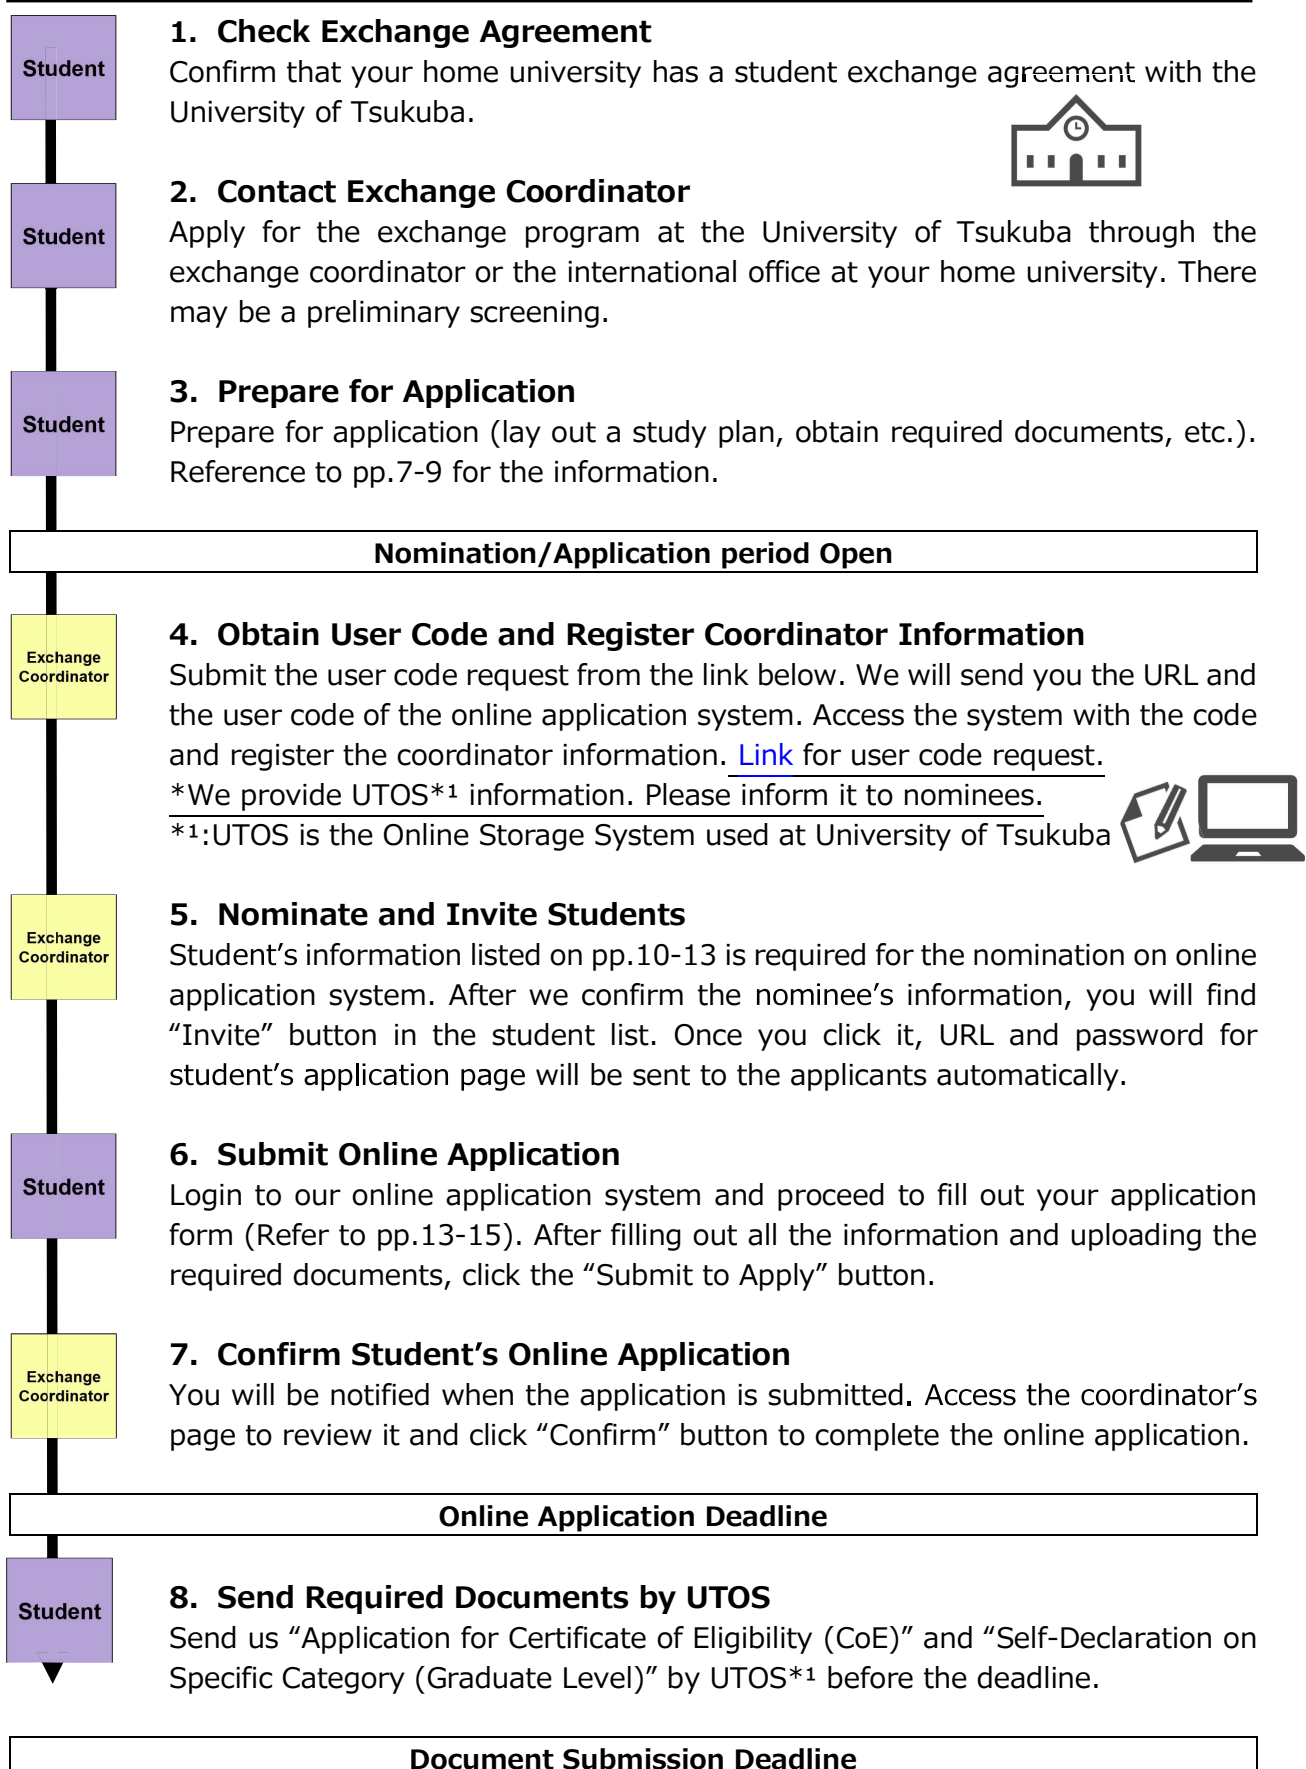 Student
1. Check Exchange Agreement
Confirm that your home university has a student exchange agreement with the
University of Tsukuba.
Student
2. Contact Exchange Coordinator
Apply for the exchange program at the University of Tsukuba through the
exchange coordinator or the international office at your home university. There
may be a preliminary screening.
Student
3. Prepare for Application
Prepare for application (lay out a study plan, obtain required documents, etc.).
Reference to pp.7-9 for the information.
Nomination/Application period Open
Exchange
Coordinator
4. Obtain User Code and Register Coordinator Information
Submit the user code request from the link below. We will send you the URL and
the user code of the online application system. Access the system with the code
and register the coordinator information. Link for user code request.
*We provide UTOS*¹ information. Please inform it to nominees.
*¹:UTOS is the Online Storage System used at University of Tsukuba
Exchange
Coordinator
5. Nominate and Invite Students
Student’s information listed on pp.10-13 is required for the nomination on online
application system. After we confirm the nominee’s information, you will find
“Invite” button in the student list. Once you click it, URL and password for
student’s application page will be sent to the applicants automatically.
Student
6. Submit Online Application
Login to our online application system and proceed to fill out your application
form (Refer to pp.13-15). After filling out all the information and uploading the
required documents, click the “Submit to Apply” button.
Exchange
Coordinator
7. Confirm Student’s Online Application
You will be notified when the application is submitted. Access the coordinator’s
page to review it and click “Confirm” button to complete the online application.
Online Application Deadline
Student
8. Send Required Documents by UTOS
Send us “Application for Certificate of Eligibility (CoE)” and “Self-Declaration on
Specific Category (Graduate Level)” by UTOS*¹ before the deadline.
Document Submission Deadline